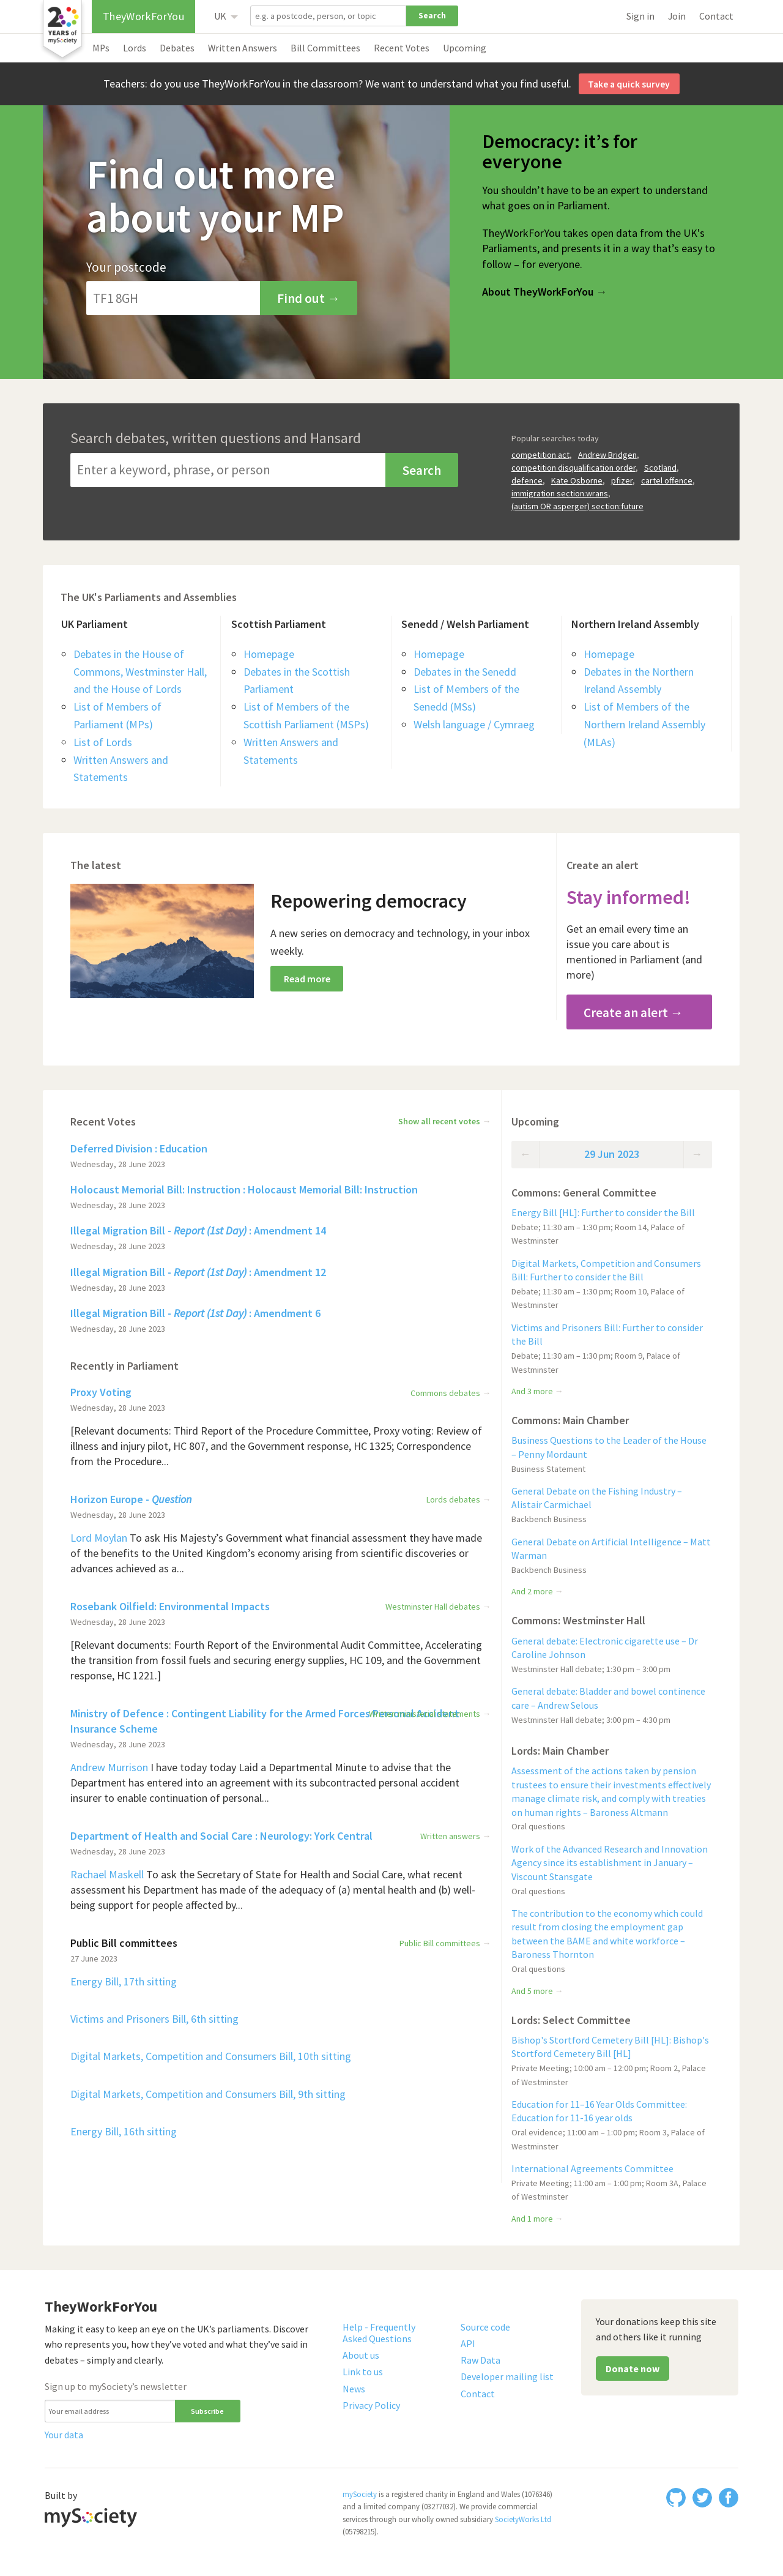 20
YEARS of
mySociety
TheyWorkForYou
UK
e.g. a postcode, person, or topic
Search
Sign in
Join
Contact
MPs
Lords
Debates
Written Answers
Bill Committees
Recent Votes
Upcoming
Teachers: do you use TheyWorkForYou in the classroom? We want to understand what you find useful.
Take a quick survey
Find out more
about your MP
Your postcode
TF1 8GH
Find out →
Democracy: it’s for
everyone
You shouldn’t have to be an expert to understand
what goes on in Parliament.
TheyWorkForYou takes open data from the UK's
Parliaments, and presents it in a way that’s easy to
follow – for everyone.
About TheyWorkForYou →
Search debates, written questions and Hansard
Enter a keyword, phrase, or person
Search
Popular searches today
competition act, Andrew Bridgen,
competition disqualification order, Scotland,
defence, Kate Osborne, pfizer, cartel offence,
immigration section:wrans,
(autism OR asperger) section:future
The UK's Parliaments and Assemblies
UK Parliament
Debates in the House of
Commons, Westminster Hall,
and the House of Lords
List of Members of
Parliament (MPs)
List of Lords
Written Answers and
Statements
Scottish Parliament
Homepage
Debates in the Scottish
Parliament
List of Members of the
Scottish Parliament (MSPs)
Written Answers and
Statements
Senedd / Welsh Parliament
Homepage
Debates in the Senedd
List of Members of the
Senedd (MSs)
Welsh language / Cymraeg
Northern Ireland Assembly
Homepage
Debates in the Northern
Ireland Assembly
List of Members of the
Northern Ireland Assembly
(MLAs)
The latest
Repowering democracy
A new series on democracy and technology, in your inbox
weekly.
Read more
Create an alert
Stay informed!
Get an email every time an
issue you care about is
mentioned in Parliament (and
more)
Create an alert →
Recent Votes
Show all recent votes →
Deferred Division : Education
Wednesday, 28 June 2023
Holocaust Memorial Bill: Instruction : Holocaust Memorial Bill: Instruction
Wednesday, 28 June 2023
Illegal Migration Bill - Report (1st Day) : Amendment 14
Wednesday, 28 June 2023
Illegal Migration Bill - Report (1st Day) : Amendment 12
Wednesday, 28 June 2023
Illegal Migration Bill - Report (1st Day) : Amendment 6
Wednesday, 28 June 2023
Recently in Parliament
Proxy Voting
Commons debates →
Wednesday, 28 June 2023
[Relevant documents: Third Report of the Procedure Committee, Proxy voting: Review of
illness and injury pilot, HC 807, and the Government response, HC 1325; Correspondence
from the Procedure...
Horizon Europe - Question
Lords debates →
Wednesday, 28 June 2023
Lord Moylan To ask His Majesty’s Government what financial assessment they have made
of the benefits to the United Kingdom’s economy arising from scientific discoveries or
advances achieved as a...
Rosebank Oilfield: Environmental Impacts
Westminster Hall debates →
Wednesday, 28 June 2023
[Relevant documents: Fourth Report of the Environmental Audit Committee, Accelerating
the transition from fossil fuels and securing energy supplies, HC 109, and the Government
response, HC 1221.]
Ministry of Defence : Contingent Liability for the Armed Forces Personal Accident
Insurance Scheme
Wednesday, 28 June 2023
Andrew Murrison I have today today Laid a Departmental Minute to advise that the
Department has entered into an agreement with its subcontracted personal accident
insurer to enable continuation of personal...
Department of Health and Social Care : Neurology: York Central
Written answers →
Wednesday, 28 June 2023
Rachael Maskell To ask the Secretary of State for Health and Social Care, what recent
assessment his Department has made of the adequacy of (a) mental health and (b) well-
being support for people affected by...
Public Bill committees
Public Bill committees →
27 June 2023
Energy Bill, 17th sitting
Victims and Prisoners Bill, 6th sitting
Digital Markets, Competition and Consumers Bill, 10th sitting
Digital Markets, Competition and Consumers Bill, 9th sitting
Energy Bill, 16th sitting
Upcoming
← 29 Jun 2023 →
Commons: General Committee
Energy Bill [HL]: Further to consider the Bill
Debate; 11:30 am – 1:30 pm; Room 14, Palace of
Westminster
Digital Markets, Competition and Consumers
Bill: Further to consider the Bill
Debate; 11:30 am – 1:30 pm; Room 10, Palace of
Westminster
Victims and Prisoners Bill: Further to consider
the Bill
Debate; 11:30 am – 1:30 pm; Room 9, Palace of
Westminster
And 3 more →
Commons: Main Chamber
Business Questions to the Leader of the House
– Penny Mordaunt
Business Statement
General Debate on the Fishing Industry –
Alistair Carmichael
Backbench Business
General Debate on Artificial Intelligence – Matt
Warman
Backbench Business
And 2 more →
Commons: Westminster Hall
General debate: Electronic cigarette use – Dr
Caroline Johnson
Westminster Hall debate; 1:30 pm – 3:00 pm
General debate: Bladder and bowel continence
care – Andrew Selous
Westminster Hall debate; 3:00 pm – 4:30 pm
Lords: Main Chamber
Assessment of the actions taken by pension
trustees to ensure their investments effectively
manage climate risk, and comply with treaties
on human rights – Baroness Altmann
Oral questions
Work of the Advanced Research and Innovation
Agency since its establishment in January –
Viscount Stansgate
Oral questions
The contribution to the economy which could
result from closing the employment gap
between the BAME and white workforce –
Baroness Thornton
Oral questions
And 5 more →
Lords: Select Committee
Bishop's Stortford Cemetery Bill [HL]: Bishop's
Stortford Cemetery Bill [HL]
Private Meeting; 10:00 am – 12:00 pm; Room 2, Palace
of Westminster
Education for 11–16 Year Olds Committee:
Education for 11-16 year olds
Oral evidence; 11:00 am – 1:00 pm; Room 3, Palace of
Westminster
International Agreements Committee
Private Meeting; 11:00 am – 1:00 pm; Room 3A, Palace
of Westminster
And 1 more →
TheyWorkForYou
Making it easy to keep an eye on the UK’s parliaments. Discover
who represents you, how they’ve voted and what they’ve said in
debates – simply and clearly.
Sign up to mySociety’s newsletter
Your email address
Subscribe
Your data
Help - Frequently
Asked Questions
About us
Link to us
News
Privacy Policy
Source code
API
Raw Data
Developer mailing list
Contact
Your donations keep this site
and others like it running
Donate now
Built by
mySociety
mySociety is a registered charity in England and Wales (1076346)
and a limited company (03277032). We provide commercial
services through our wholly owned subsidiary SocietyWorks Ltd
(05798215).